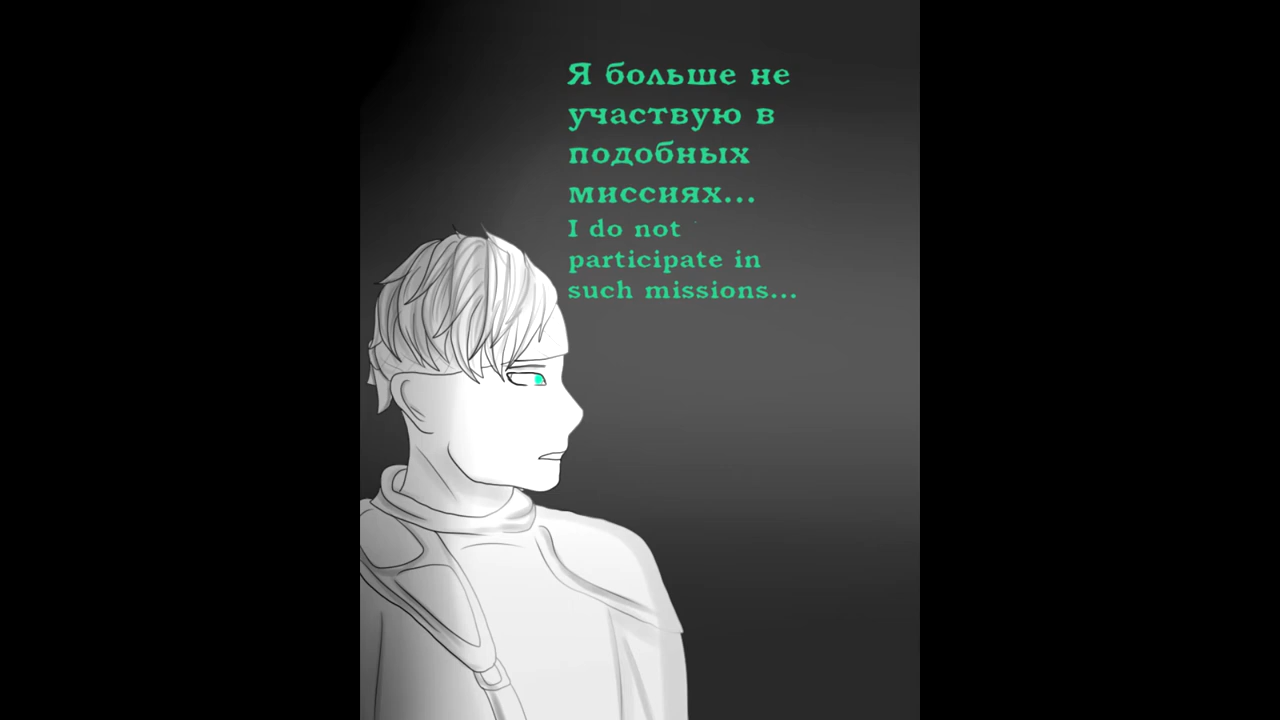 Я больше не
участвую в
подобных
миссиях...
I do not
participate in
such missions...